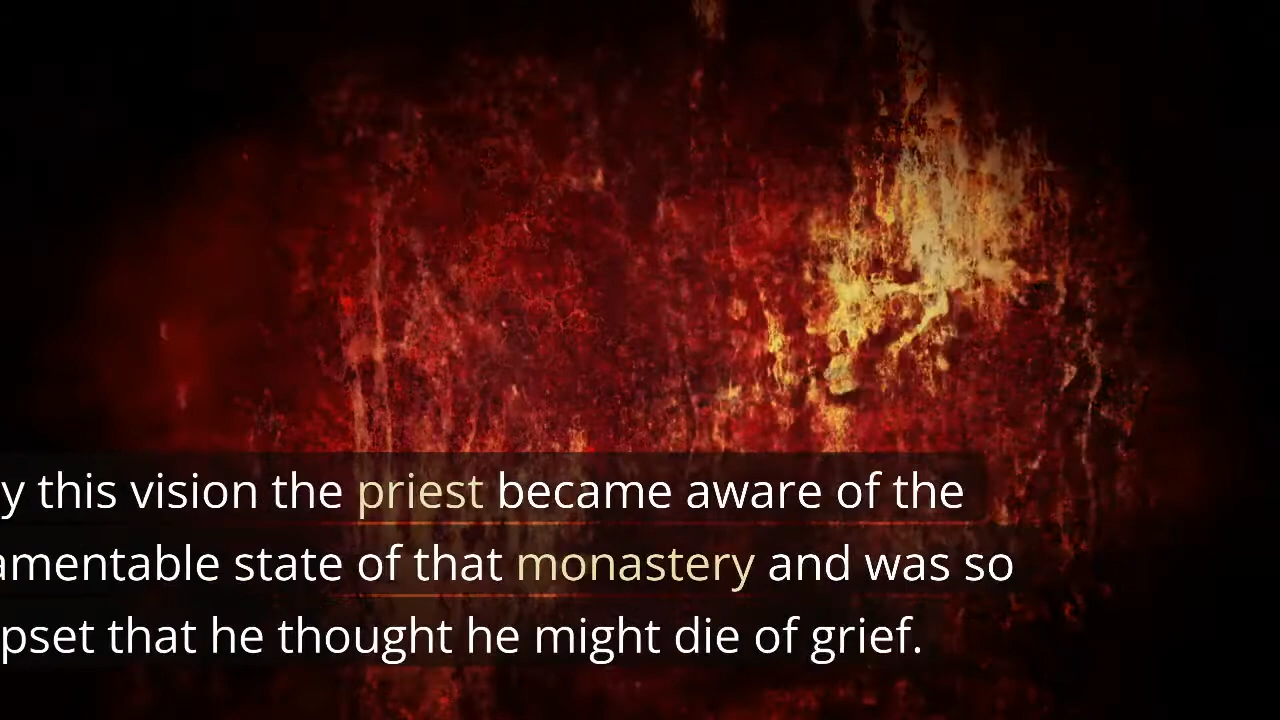 y this vision the priest became aware of the
amentable state of that monastery and was so
pset that he thought he might die of grief.